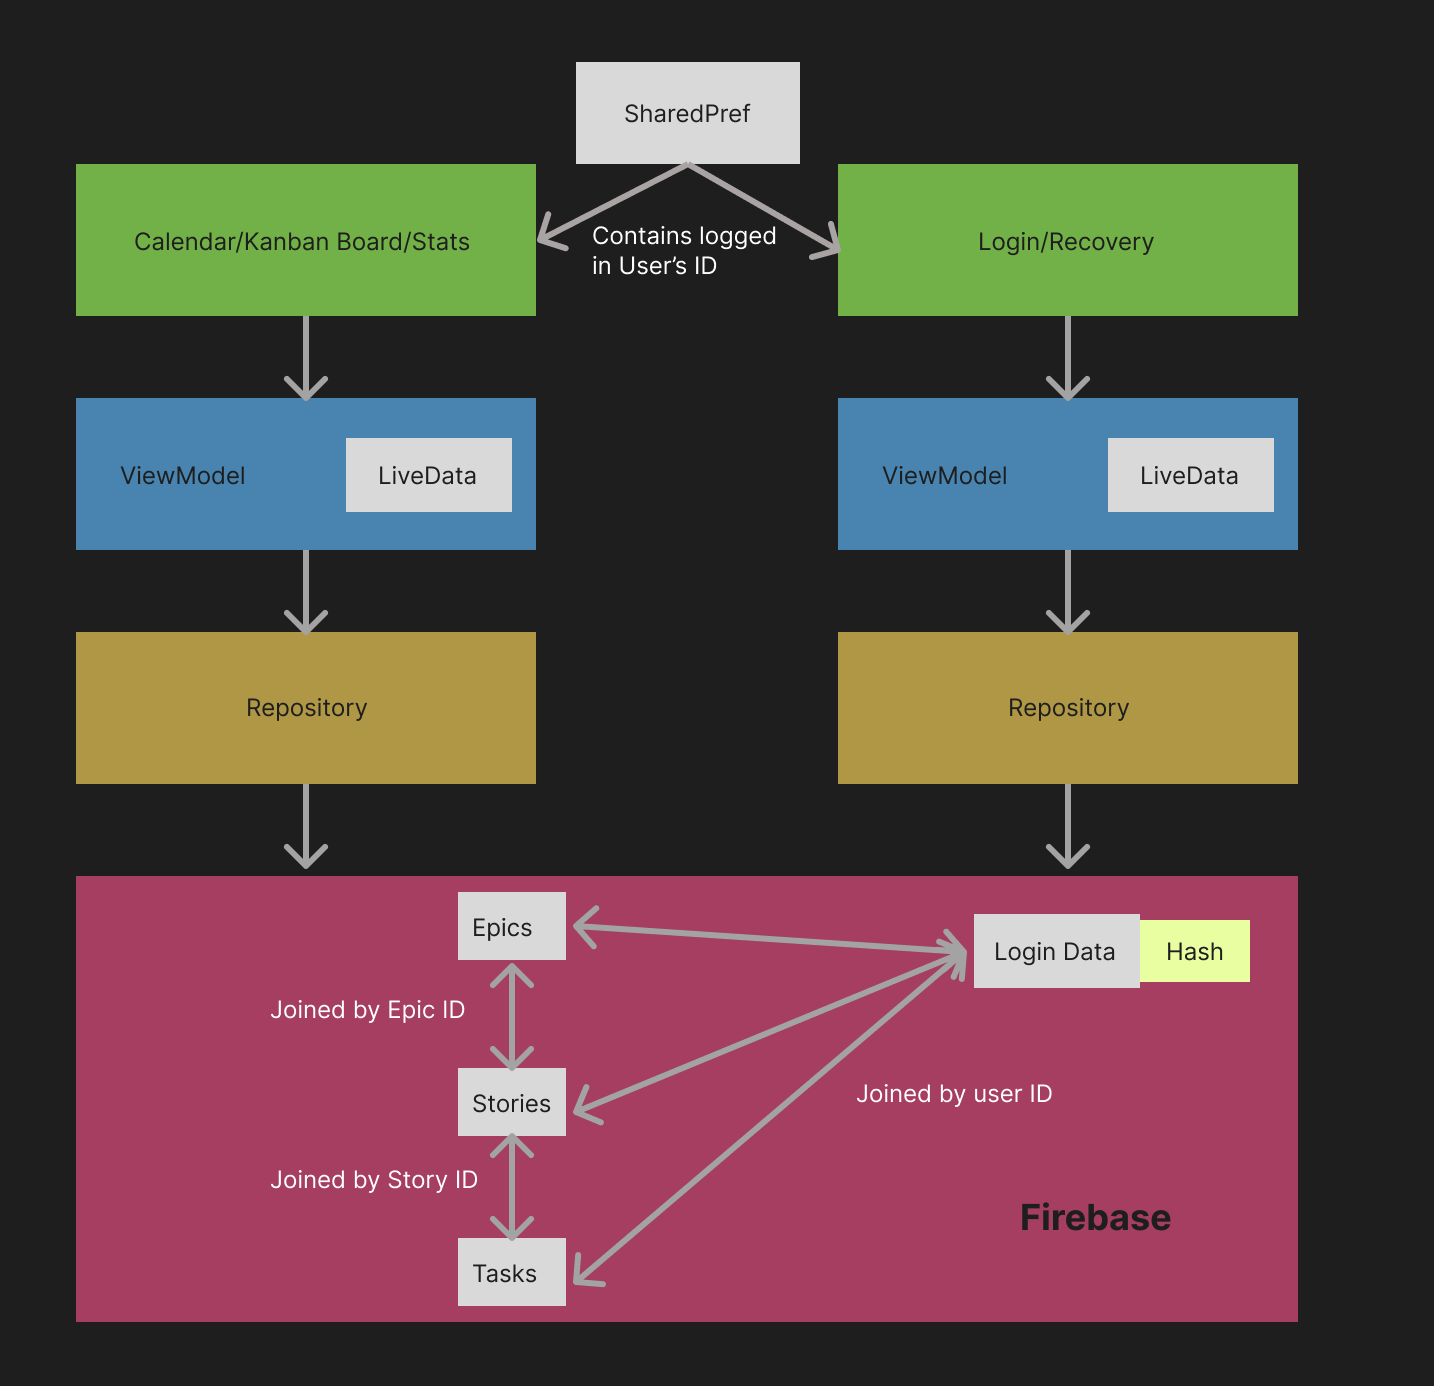 SharedPref
Calendar/Kanban Board/Stats
Contains logged
in User’s ID
Login/Recovery
ViewModel
LiveData
ViewModel
LiveData
Repository
Repository
Epics
Login Data
Hash
Joined by Epic ID
Stories
Joined by user ID
Joined by Story ID
Firebase
Tasks